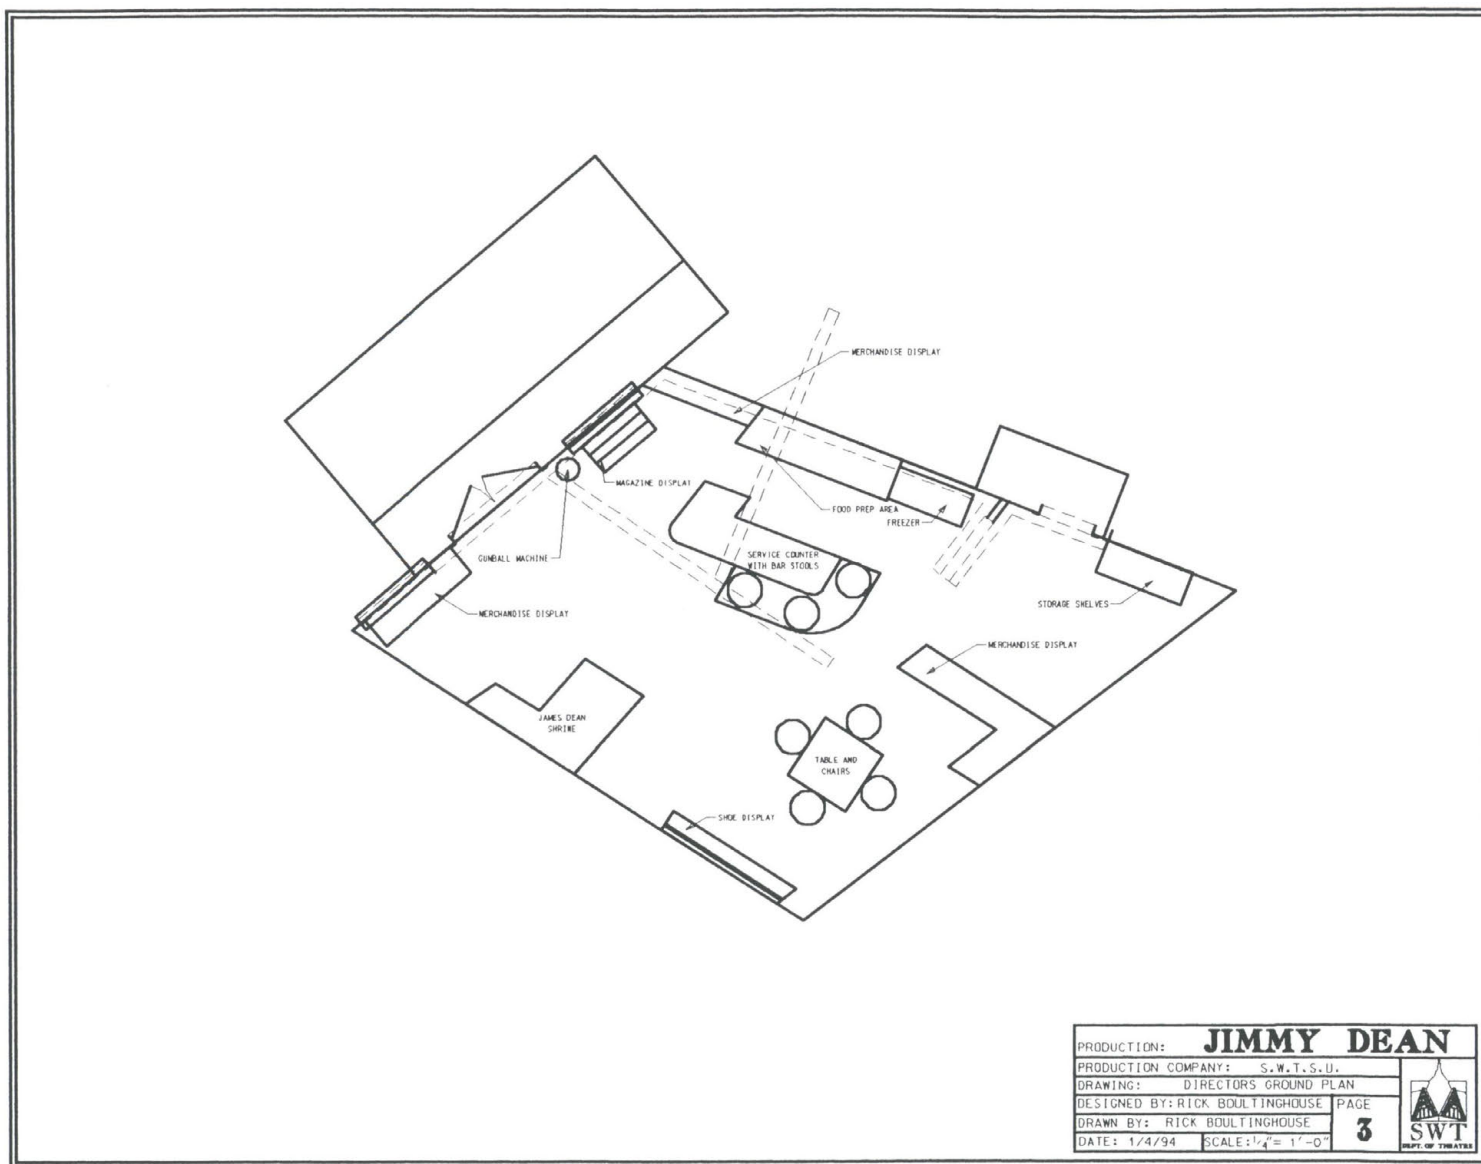 MERCHANDISE DISPLAY
MAGAZINE DISPLAY
FOOD PREP AREA
FREEZER
GUMBALL MACHINE
SERVICE COUNTER
WITH BAR STOOLS
STORAGE SHELVES
MERCHANDISE DISPLAY
MERCHANDISE DISPLAY
JAMES DEAN
SHRINE
TABLE AND
CHAIRS
SHOE DISPLAY
PRODUCTION: JIMMY DEAN
PRODUCTION COMPANY: S.W.T.S.U.
DRAWING: DIRECTORS GROUND PLAN
DESIGNED BY: RICK BOULTINGHOUSE
DRAWN BY: RICK BOULTINGHOUSE
DATE: 1/4/94 SCALE: 1/4"= 1'-0"
PAGE
3
SWT
DEPT. OF THEATRE